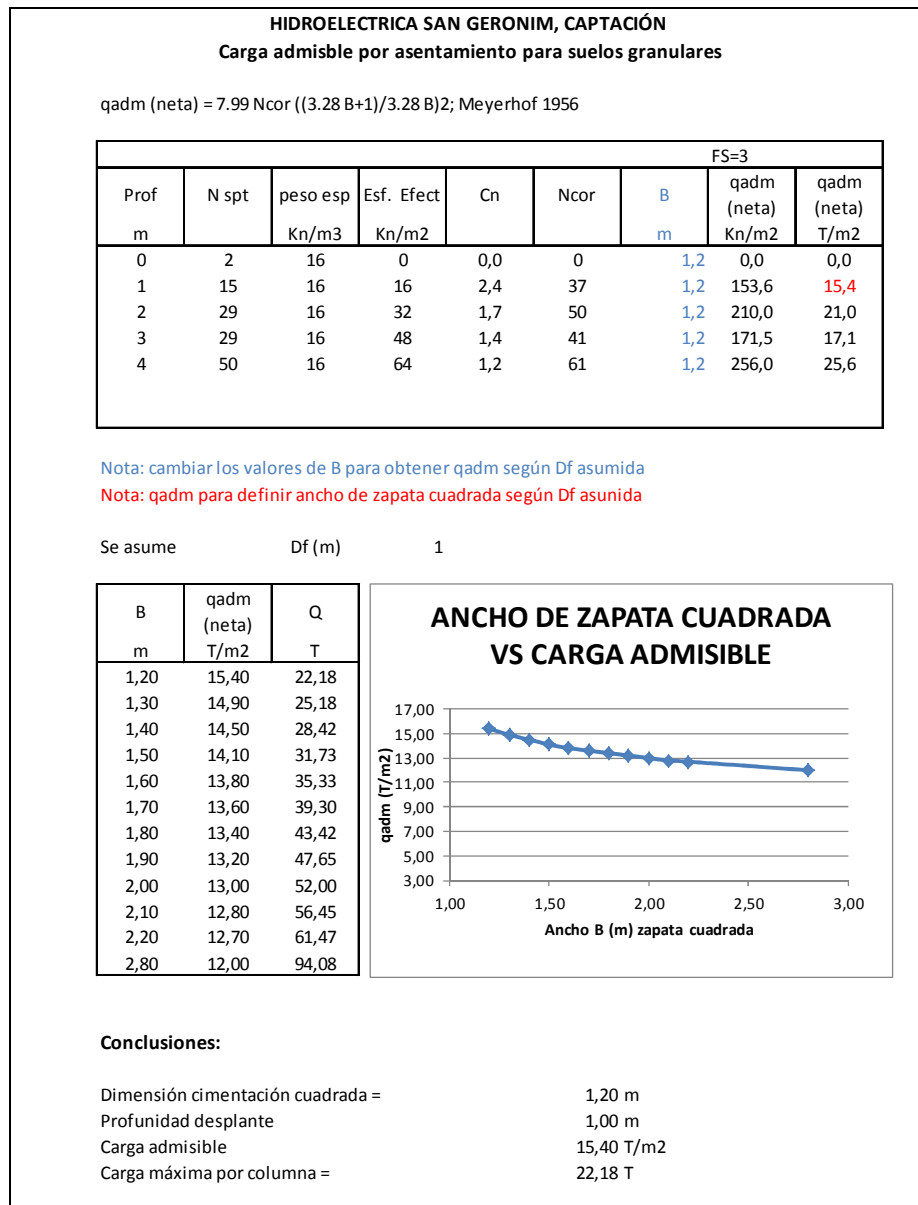 HIDROELECTRICA SAN GERONIM, CAPTACIÓN
Carga admisble por asentamiento para suelos granulares
qadm (neta) = 7.99 Ncor ((3.28 B+1)/3.28 B)2; Meyerhof 1956
FS=3
Prof N spt peso esp Esf. Efect Cn Ncor B qadm (neta) qadm (neta)
m Kn/m3 Kn/m2 m Kn/m2 T/m2
0 2 16 0 0,0 0 1,2 0,0 0,0
1 15 16 16 2,4 37 1,2 153,6 15,4
2 29 16 32 1,7 50 1,2 210,0 21,0
3 29 16 48 1,4 41 1,2 171,5 17,1
4 50 16 64 1,2 61 1,2 256,0 25,6
Nota: cambiar los valores de B para obtener qadm según Df asumida
Nota: qadm para definir ancho de zapata cuadrada según Df asunida
Se asume Df (m) 1
B qadm (neta) Q
m T/m2 T
1,20 15,40 22,18
1,30 14,90 25,18
1,40 14,50 28,42
1,50 14,10 31,73
1,60 13,80 35,33
1,70 13,60 39,30
1,80 13,40 43,42
1,90 13,20 47,65
2,00 13,00 52,00
2,10 12,80 56,45
2,20 12,70 61,47
2,80 12,00 94,08
ANCHO DE ZAPATA CUADRADA
VS CARGA ADMISIBLE
qadm (T/m2)
17,00
15,00
13,00
11,00
9,00
7,00
5,00
3,00
1,00 1,50 2,00 2,50 3,00
Ancho B (m) zapata cuadrada
Conclusiones:
Dimensión cimentación cuadrada = 1,20 m
Profunidad desplante 1,00 m
Carga admisible 15,40 T/m2
Carga máxima por columna = 22,18 T